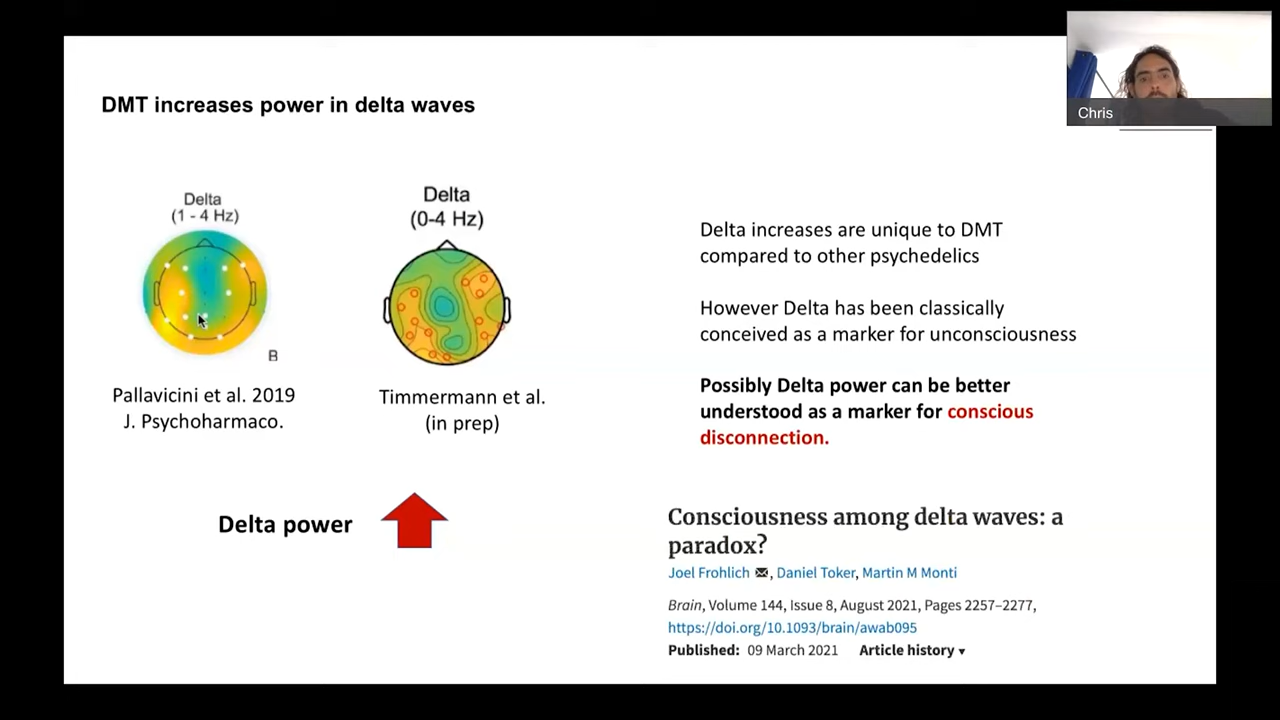 Chris
DMT increases power in delta waves
Delta
(1 - 4 Hz)
B
Pallavicini et al. 2019
J. Psychoharmaco.
Delta
(0-4 Hz)
Timmermann et al.
(in prep)
Delta power
Delta increases are unique to DMT
compared to other psychedelics
However Delta has been classically
conceived as a marker for unconsciousness
Possibly Delta power can be better
understood as a marker for conscious
disconnection.
Consciousness among delta waves: a
paradox?
Joel Frohlich ✉, Daniel Toker, Martin M Monti
Brain, Volume 144, Issue 8, August 2021, Pages 2257–2277,
https://doi.org/10.1093/brain/awab095
Published: 09 March 2021 Article history ▾